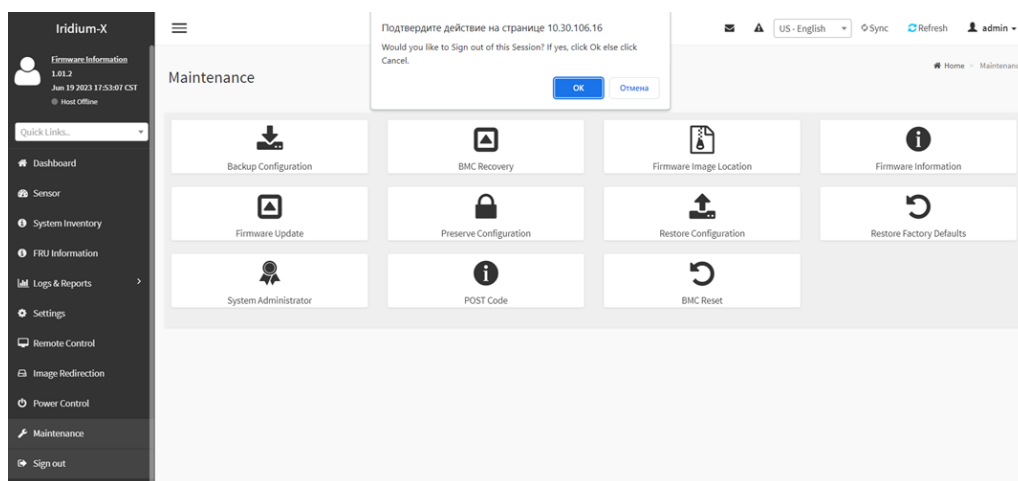 Iridium-X
Firmware Information
1.01.2
Jun 19 2023 17:53:07 CST
Host Offline
Quick Links..
Dashboard
Sensor
System Inventory
FRU Information
Logs & Reports
Settings
Remote Control
Image Redirection
Power Control
Maintenance
Sign out
Подтвердите действие на странице 10.30.106.16
Would you like to Sign out of this Session? If yes, click Ok else click
Cancel.
ОК
Отмена
US - English
Sync
Refresh
admin
Maintenance
Home - Maintenanc
Backup Configuration
BMC Recovery
Firmware Image Location
Firmware Information
Firmware Update
Preserve Configuration
Restore Configuration
Restore Factory Defaults
System Administrator
POST Code
BMC Reset